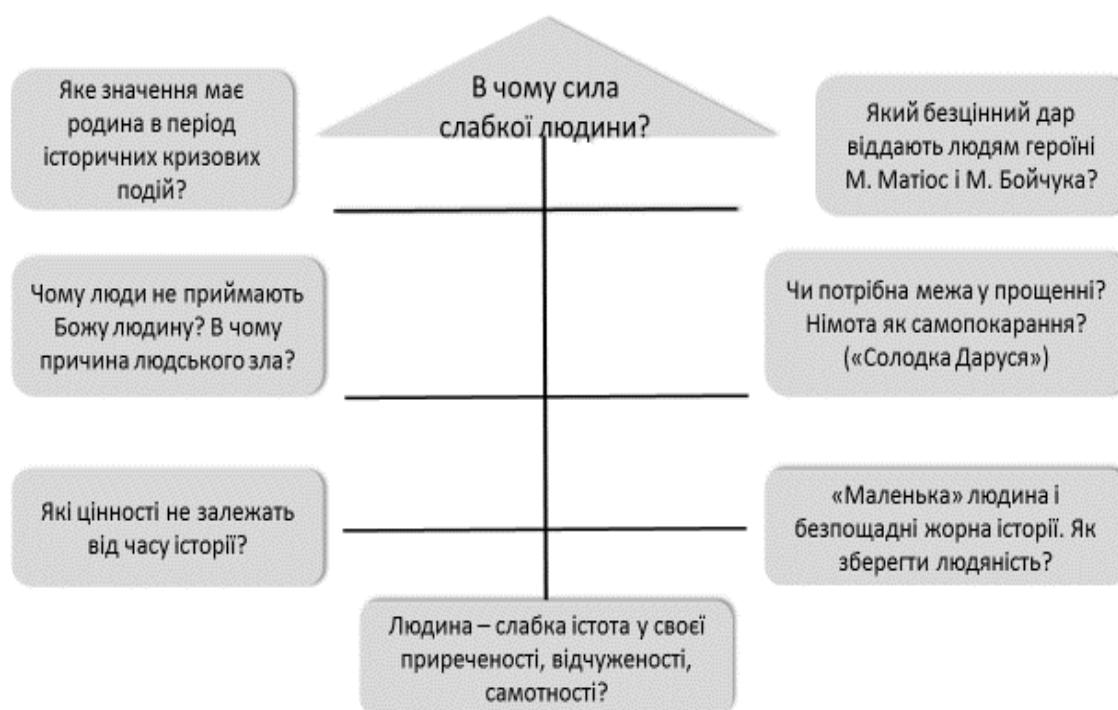 В чому сила
слабкої людини?
Яке значення має
родина в період
історичних кризових
подій?
Який безцінний дар
віддають людям героїні
М. Матіос і М. Бойчука?
Чому люди не приймають
Божу людину? В чому
причина людського зла?
Чи потрібна межа у прощенні?
Німота як самопокарання?
(«Солодка Даруся»)
Які цінності не залежать
від часу історії?
«Маленька» людина і
безпощадні жорна історії. Як
зберегти людяність?
Людина – слабка істота у своєї
приреченості, відчуженості,
самотності?